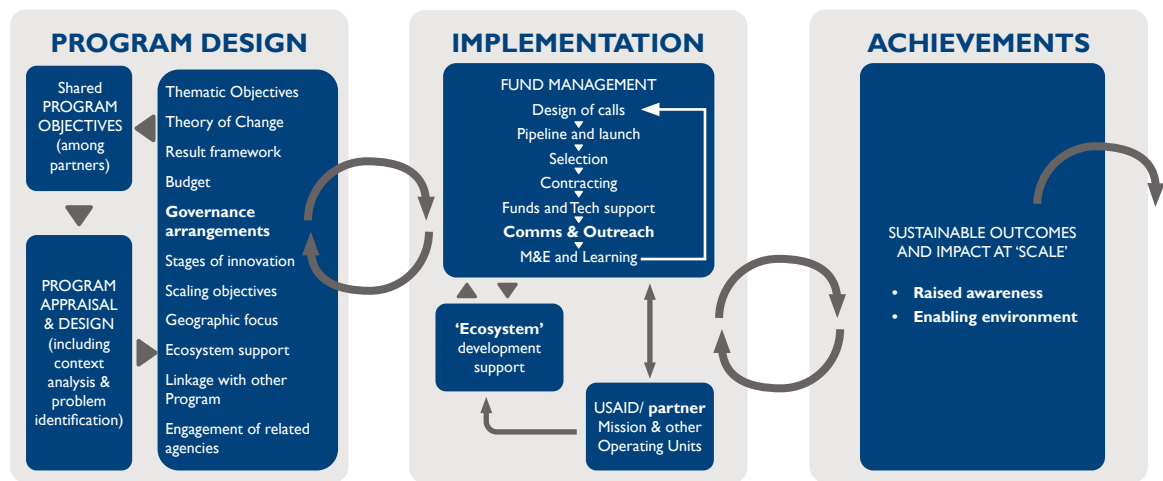 PROGRAM DESIGN
Shared
PROGRAM
OBJECTIVES
(among
partners)
PROGRAM
APPRAISAL
& DESIGN
(including
context
analysis &
problem
identification)
Thematic Objectives
Theory of Change
Result framework
Budget
Governance
arrangements
Stages of innovation
Scaling objectives
Geographic focus
Ecosystem support
Linkage with other
Program
Engagement of related
agencies
IMPLEMENTATION
FUND MANAGEMENT
Design of calls
Pipeline and launch
Selection
Contracting
Funds and Tech support
Comms & Outreach
M&E and Learning
‘Ecosystem’
development
support
USAID/ partner
Mission & other
Operating Units
ACHIEVEMENTS
SUSTAINABLE OUTCOMES
AND IMPACT AT ‘SCALE’
• Raised awareness
• Enabling environment